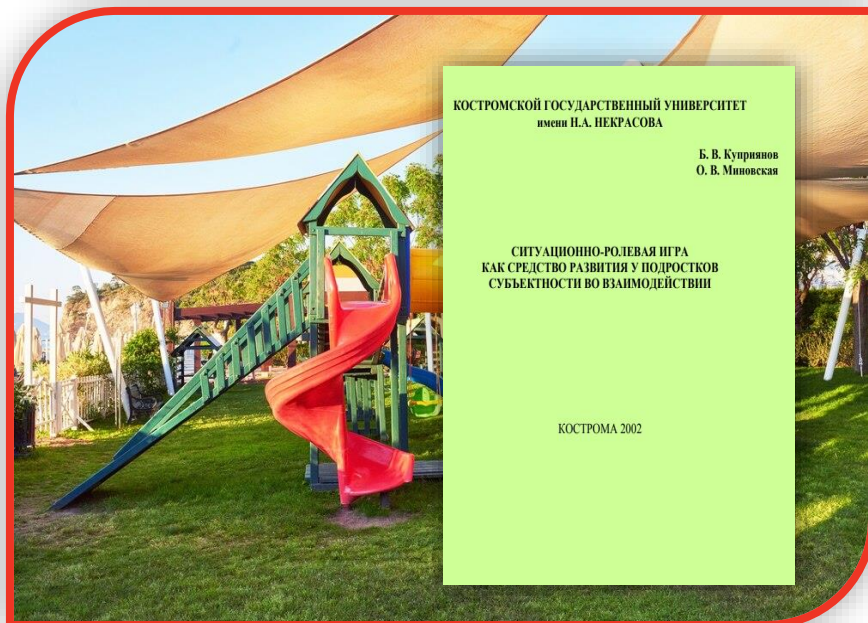 КОСТРОМСКОЙ ГОСУДАРСТВЕННЫЙ УНИВЕРСИТЕТ
имени Н.А. НЕКРАСОВА
Б. В. Куприянов
О. В. Миновская
СИТУАЦИОННО-РОЛЕВАЯ ИГРА
КАК СРЕДСТВО РАЗВИТИЯ У ПОДРОСТКОВ
СУБЪЕКТНОСТИ ВО ВЗАИМОДЕЙСТВИИ
КОСТРОМА 2002